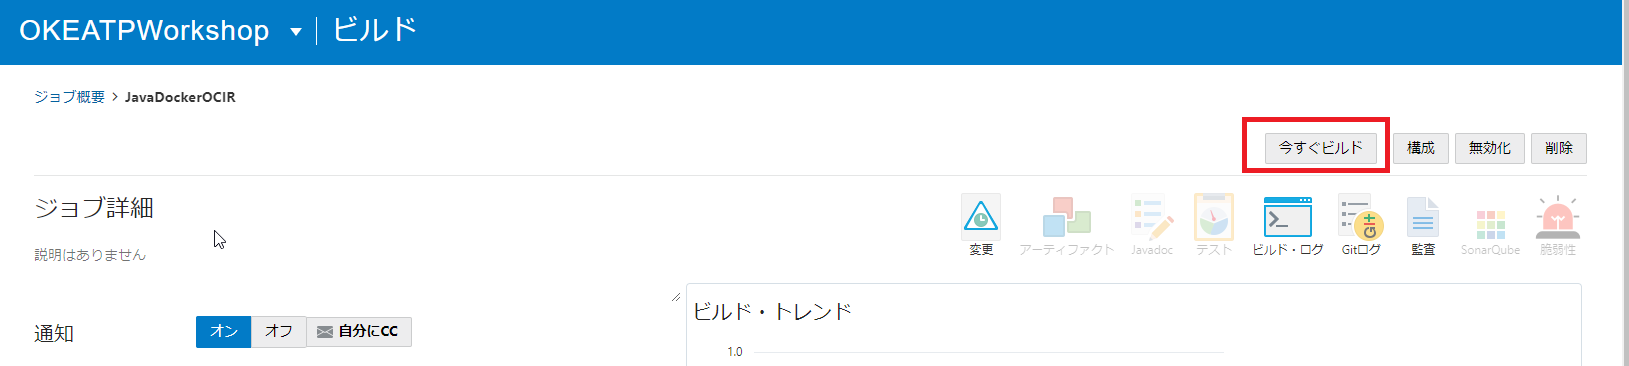 OKEATPWorkshop ▼ | ビルド
ジョブ概要 > JavaDockerOCIR
今すぐビルド 構成 無効化 削除
ジョブ詳細
変更 アーティファクト Javadoc テスト ビルド・ログ Gitログ 監査 SonarQube 脆弱性
説明はありません
ビルド・トレンド
通知 オン オフ 自分にCC
1.0